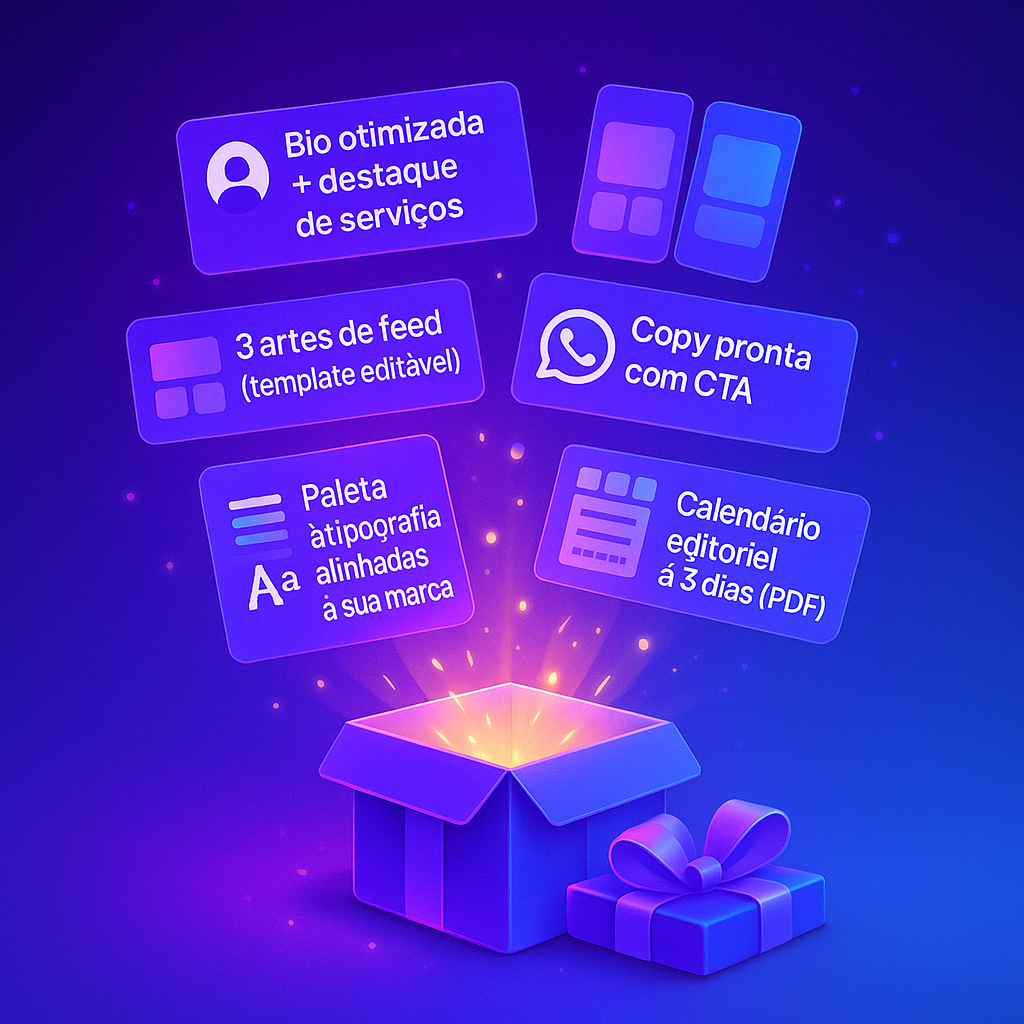 Bio otimizada
+ destaque
de serviços
3 artes de feed
(template editàvel)
Copy pronta
com CTA
Paleta
àtipografia
alinhadas
à sua marca
Aa
Calendário
eḍitoriel
á 3 dias (PDF)